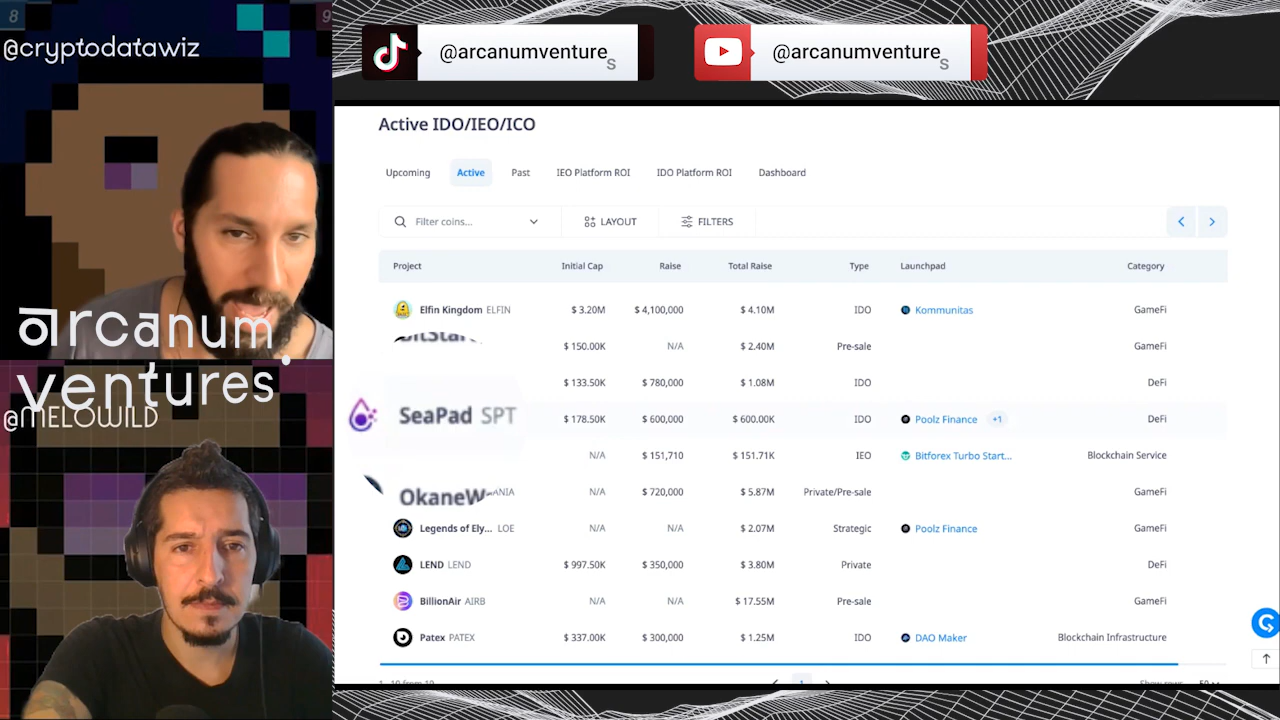 8
9
@cryptodatawiz
arcanum.
ventures.
@MELOWILD
@arcanumventure
s
@arcanumventure
s
Active IDO/IEO/ICO
Upcoming Active Past IEO Platform ROI IDO Platform ROI Dashboard
Filter coins... LAYOUT FILTERS
Project Initial Cap Raise Total Raise Type Launchpad Category
Elfin Kingdom ELFIN $ 3.20M $ 4,100,000 $ 4.10M IDO Kommunitas GameFi
$ 150.00K N/A $ 2.40M Pre-sale GameFi
$ 133.50K $ 780,000 $ 1.08M IDO DeFi
SeaPad SPT $ 178.50K $ 600,000 $ 600.00K IDO Poolz Finance +1 DeFi
N/A $ 151,710 $ 151.71K IEO Bitforex Turbo Start... Blockchain Service
ANIA N/A $ 720,000 $ 5.87M Private/Pre-sale GameFi
Legends of Ely... LOE N/A N/A $ 2.07M Strategic Poolz Finance GameFi
LEND LEND $ 997.50K $ 350,000 $ 3.80M Private DeFi
BillionAir AIRB N/A N/A $ 17.55M Pre-sale GameFi
Patex PATEX $ 337.00K $ 300,000 $ 1.25M IDO DAO Maker Blockchain Infrastructure
1